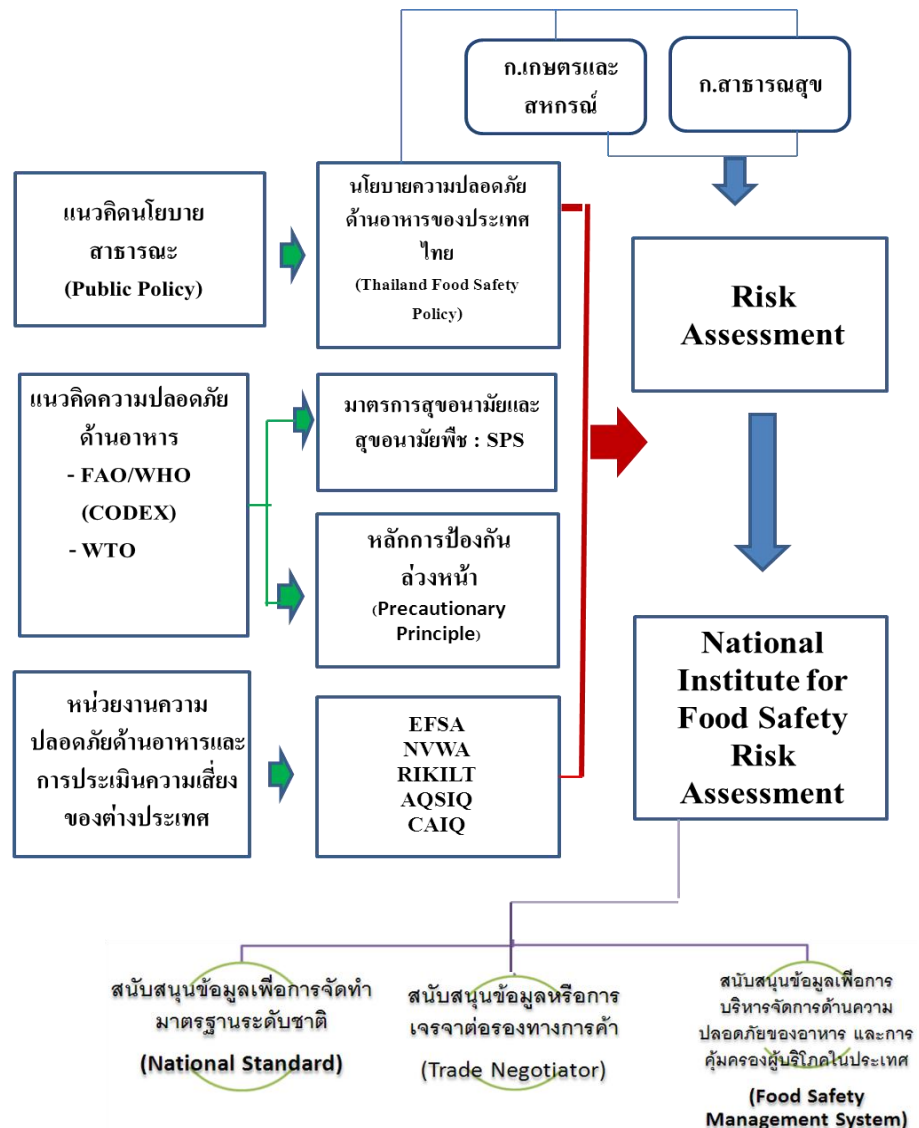 ก.เกษตรและ
สหกรณ์
ก.สาธารณสุข
แนวคิดนโยบาย
สาธารณะ
(Public Policy)
นโยบายความปลอดภัย
ด้านอาหารของประเทศ
ไทย
(Thailand Food Safety
Policy)
Risk
Assessment
แนวคิดความปลอดภัย
ด้านอาหาร
- FAO/WHO
(CODEX)
- WTO
มาตรการสุขอนามัยและ
สุขอนามัยพืช : SPS
หลักการป้องกัน
ล่วงหน้า
(Precautionary
Principle)
หน่วยงานความ
ปลอดภัยด้านอาหารและ
การประเมินความเสี่ยง
ของต่างประเทศ
EFSA
NVWA
RIKILT
AQSIQ
CAIQ
National
Institute for
Food Safety
Risk
Assessment
สนับสนุนข้อมูลเพื่อการจัดทำ
มาตรฐานระดับชาติ
(National Standard)
สนับสนุนข้อมูลหรือการ
เจรจาต่อรองทางการค้า
(Trade Negotiator)
สนับสนุนข้อมูลเพื่อการ
บริหารจัดการด้านความ
ปลอดภัยของอาหาร และการ
คุ้มครองผู้บริโภคในประเทศ
(Food Safety
Management System)